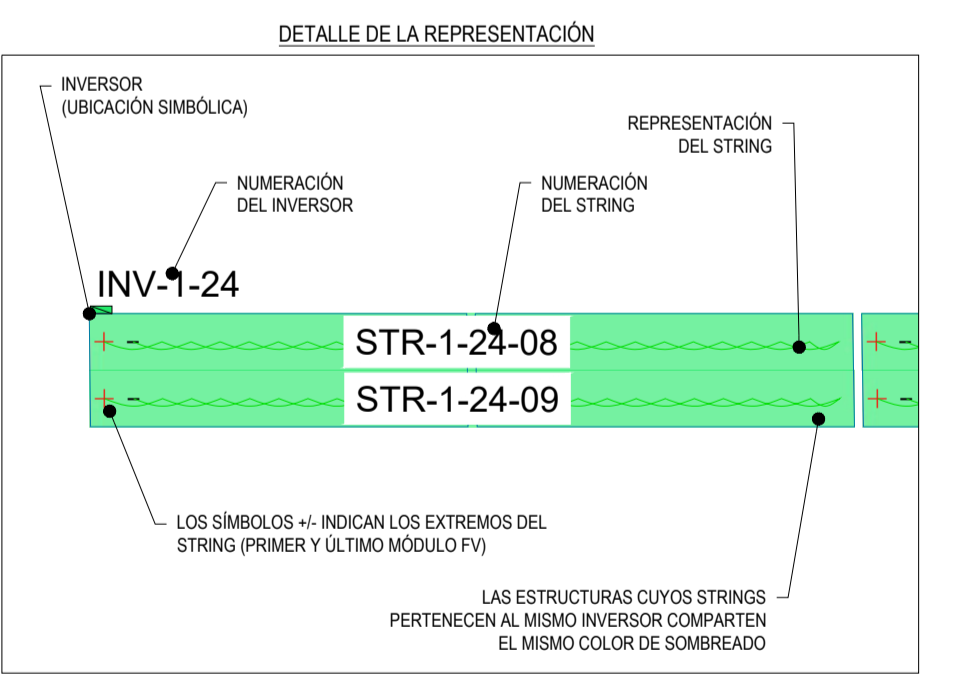 DETALLE DE LA REPRESENTACIÓN
INVERSOR
(UBICACIÓN SIMBÓLICA)
REPRESENTACIÓN
DEL STRING
NUMERACIÓN
DEL INVERSOR
NUMERACIÓN
DEL STRING
INV-1-24
+ - STR-1-24-08 + -
+ - STR-1-24-09 + -
LOS SÍMBOLOS +/- INDICAN LOS EXTREMOS DEL
STRING (PRIMER Y ÚLTIMO MÓDULO FV)
LAS ESTRUCTURAS CUYOS STRINGS
PERTENECEN AL MISMO INVERSOR COMPARTEN
EL MISMO COLOR DE SOMBREADO